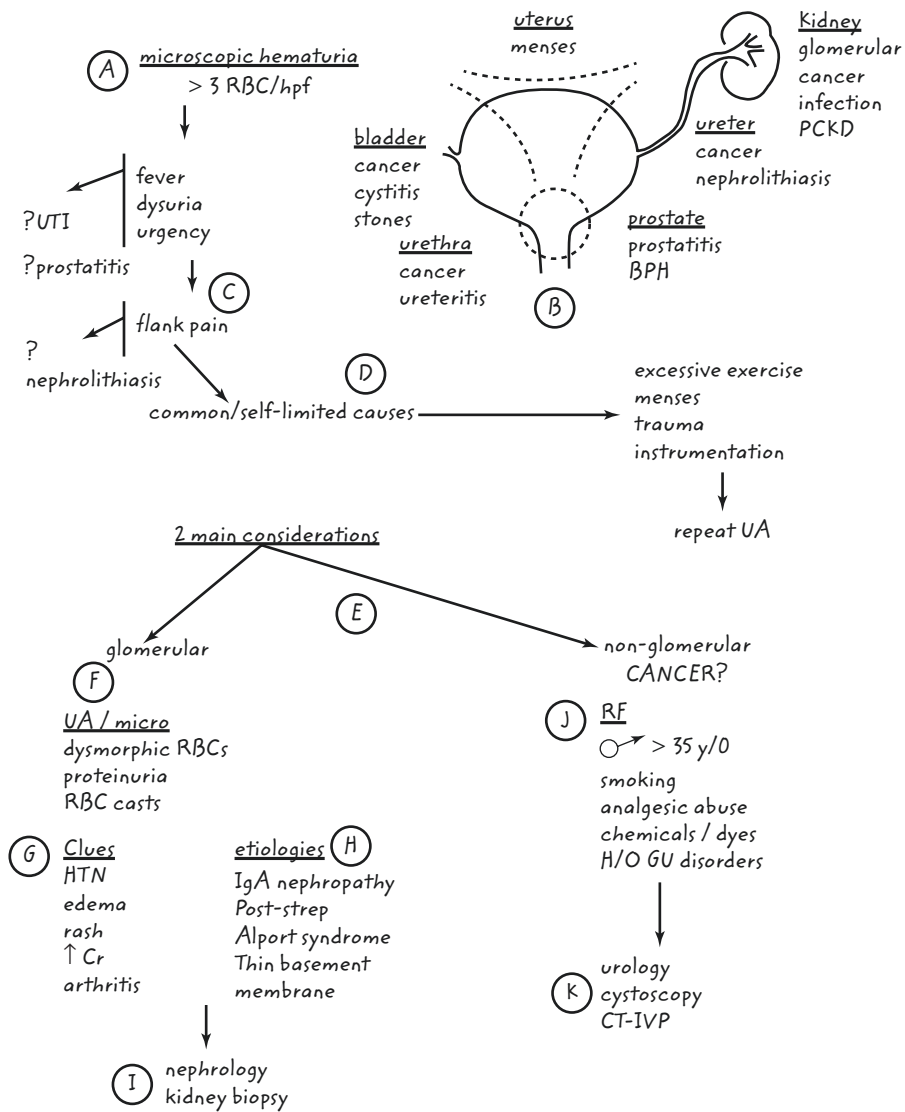 A
microscopic hematuria
> 3 RBC/hpf
fever
dysuria
urgency
?UTI
?prostatitis
C
flank pain
?
nephrolithiasis
D
common/self-limited causes
excessive exercise
menses
trauma
instrumentation
repeat UA
uterus
menses
Kidney
glomerular
cancer
infection
PCKD
ureter
cancer
nephrolithiasis
bladder
cancer
cystitis
stones
urethra
cancer
ureteritis
prostate
prostatitis
BPH
B
2 main considerations
E
glomerular
F
UA / micro
dysmorphic RBCs
proteinuria
RBC casts
G
Clues
HTN
edema
rash
↑ Cr
arthritis
etiologies
H
IgA nephropathy
Post-strep
Alport syndrome
Thin basement
membrane
I
nephrology
kidney biopsy
non-glomerular
CANCER?
J
RF
> 35 y/0
smoking
analgesic abuse
chemicals / dyes
H/O GU disorders
K
urology
cystoscopy
CT-IVP